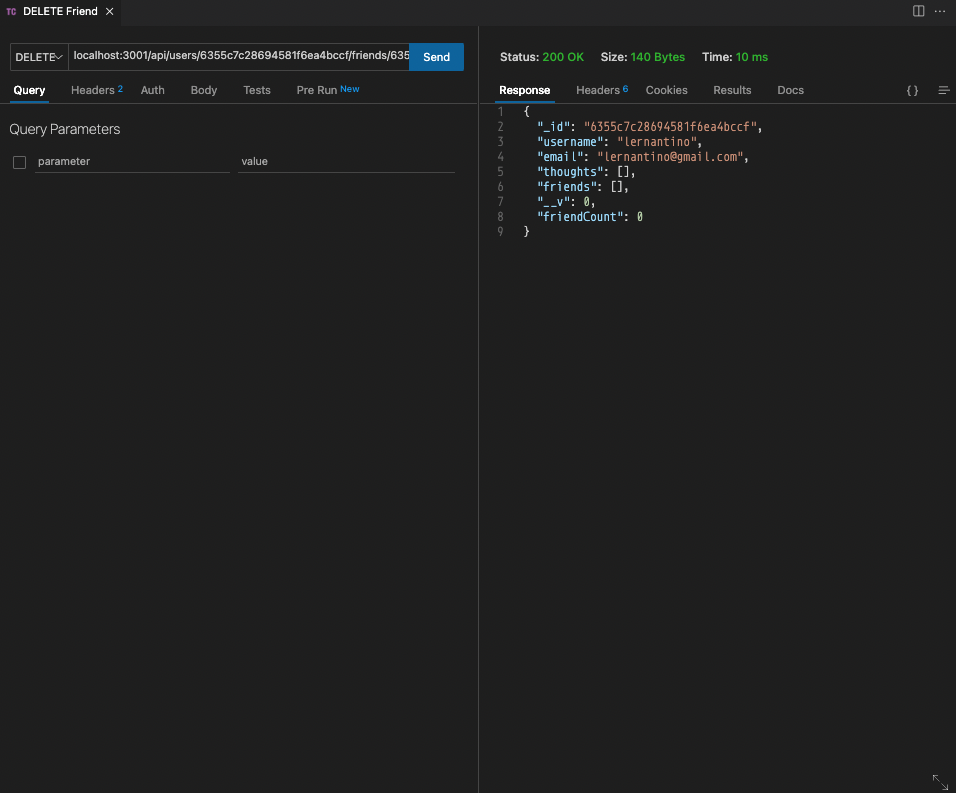 TC DELETE Friend
DELETE localhost:3001/api/users/6355c7c28694581f6ea4bccf/friends/635 Send
Query Headers 2 Auth Body Tests Pre Run New
Query Parameters
parameter value
Status: 200 OK Size: 140 Bytes Time: 10 ms
Response Headers 6 Cookies Results Docs { }
1 {
2 "_id": "6355c7c28694581f6ea4bccf",
3 "username": "lernantino",
4 "email": "lernantino@gmail.com",
5 "thoughts": [],
6 "friends": [],
7 "__v": 0,
8 "friendCount": 0
9 }